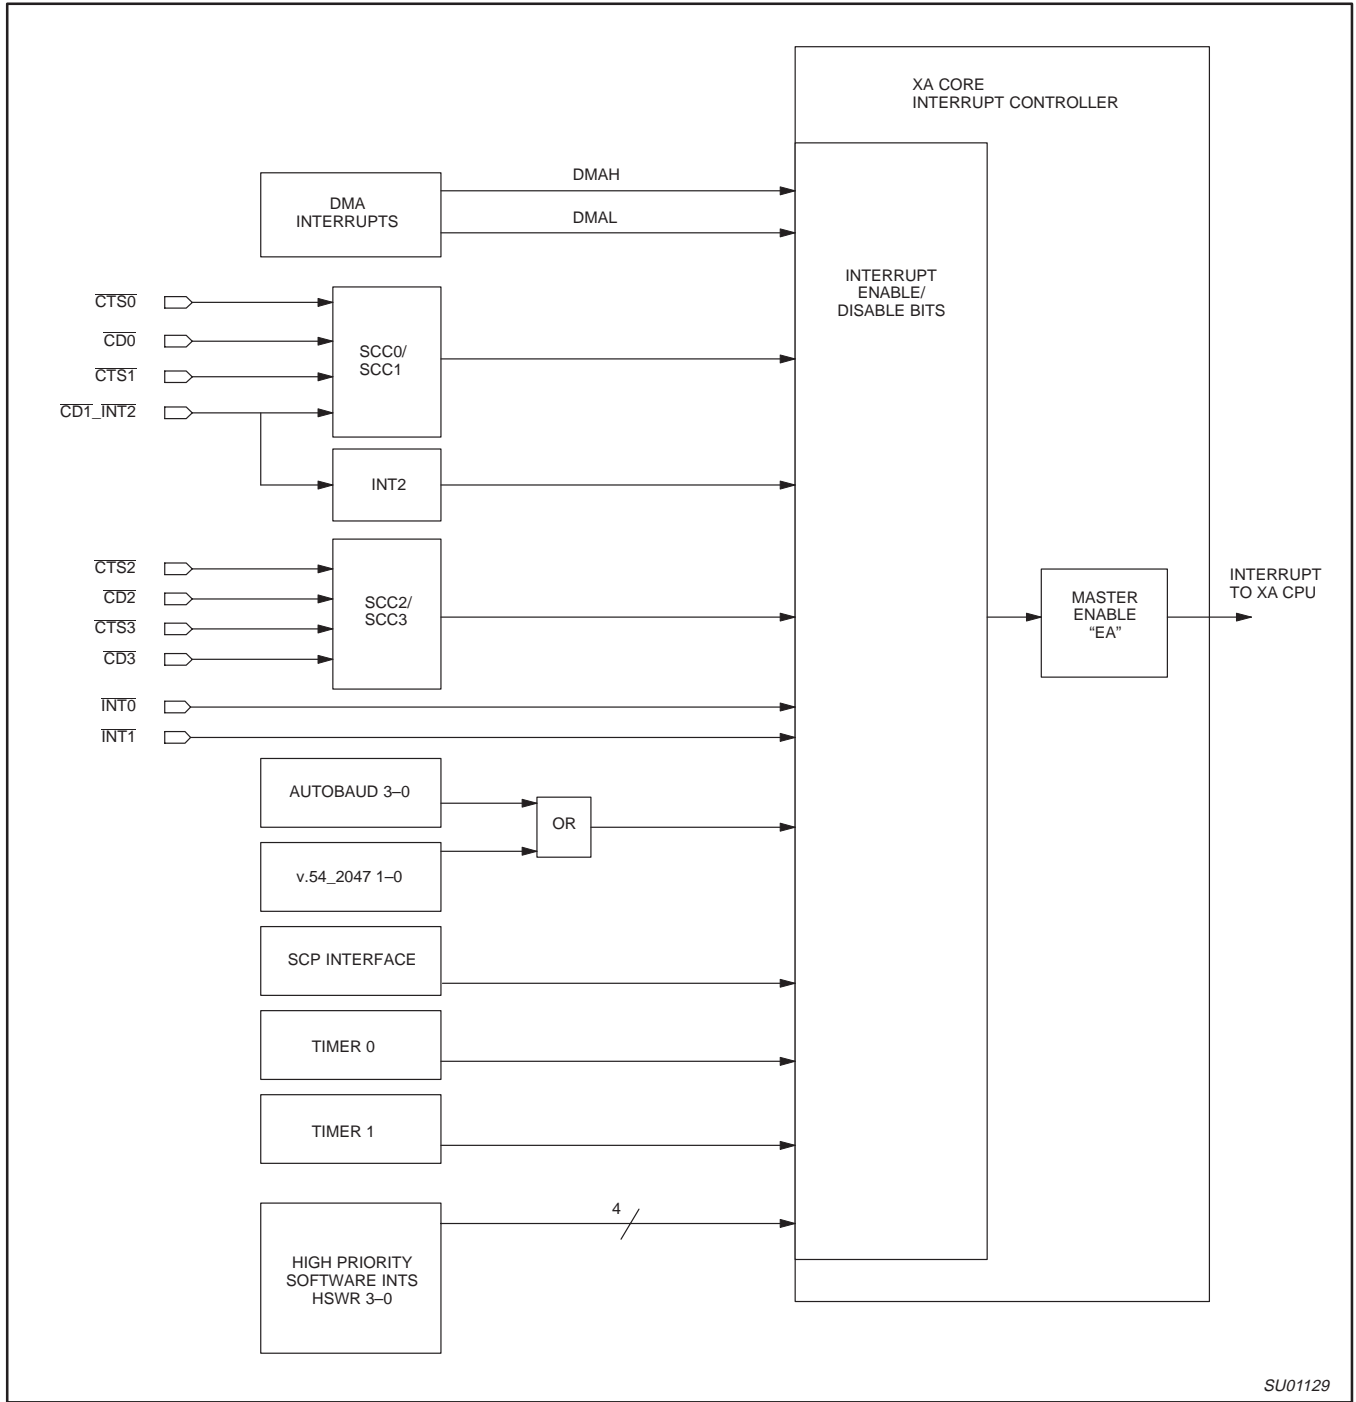 XA CORE
INTERRUPT CONTROLLER
DMA
INTERRUPTS
DMAH
DMAL
INTERRUPT
ENABLE/
DISABLE BITS
CTS0
CD0
CTS1
CD1_INT2
SCC0/
SCC1
INT2
CTS2
CD2
CTS3
CD3
SCC2/
SCC3
MASTER
ENABLE
“EA”
INTERRUPT
TO XA CPU
INT0
INT1
AUTOBAUD 3–0
OR
v.54_2047 1–0
SCP INTERFACE
TIMER 0
TIMER 1
4
HIGH PRIORITY
SOFTWARE INTS
HSWR 3–0
SU01129